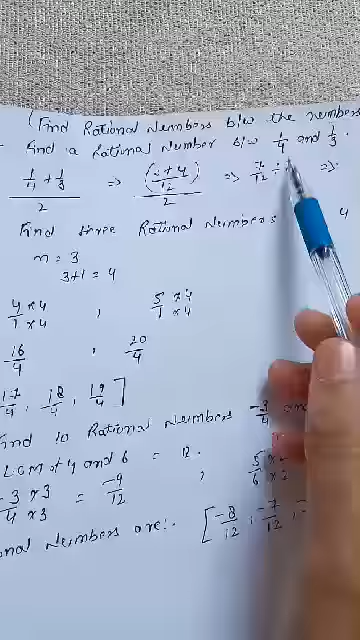 (Find Rational Numbers b/w the numbers
Find a Rational Number b/w 1/4 and 1/3.
(1/4 + 1/3)/2 => ((3+4)/12)/2 => 7/12 ÷ =>
Find three Rational Numbers 4
n = 3
3+1 = 4
4/1 × 4/4 , 5/1 × 4/4
16/4 , 20/4
17/4, 18/4, 19/4]
Find 10 Rational Numbers -3/4 and
LCM of 4 and 6 = 12.
-3/4 × 3/3 = -9/12 , 5/6 × 2/2
Numbers are:- [-8/12, -7/12,